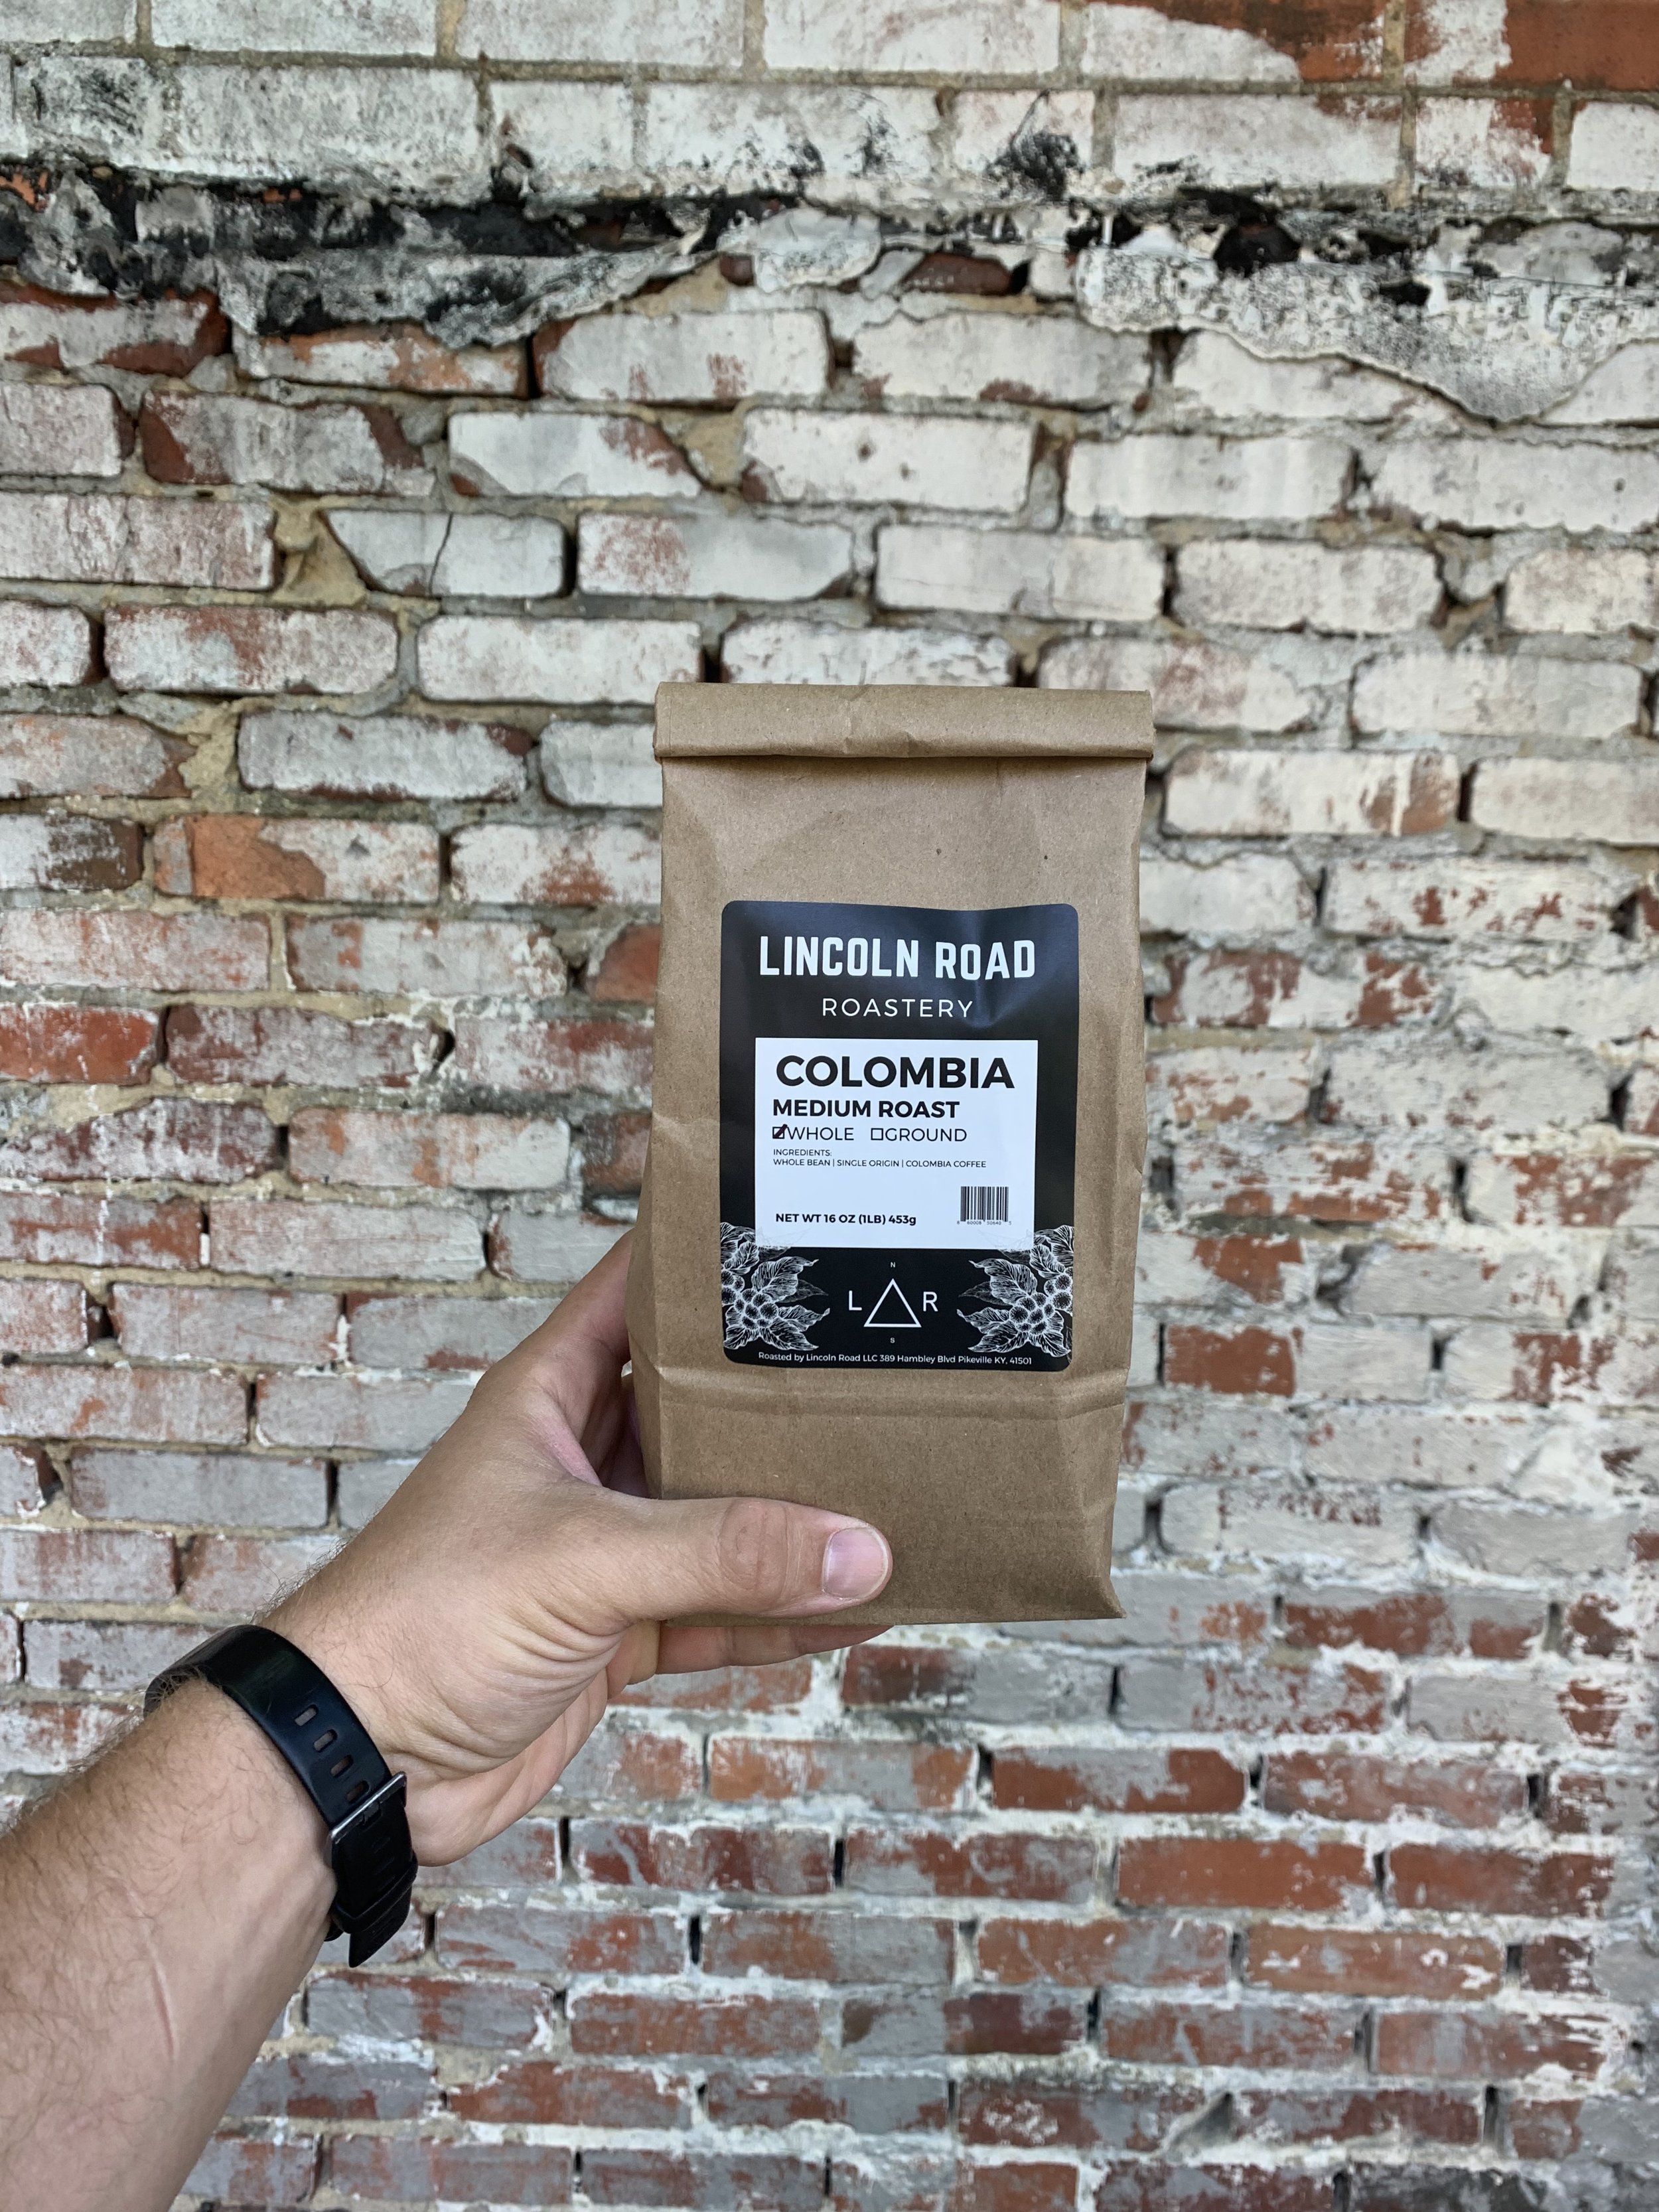 LINCOLN ROAD
ROASTERY
COLOMBIA
MEDIUM ROAST
☑WHOLE ☐GROUND
INGREDIENTS:
WHOLE BEAN | SINGLE ORIGIN | COLOMBIA COFFEE
NET WT 16 OZ (1LB) 453g
N
L R
S
Roasted by Lincoln Road LLC 389 Hambley Blvd Pikeville KY, 41501